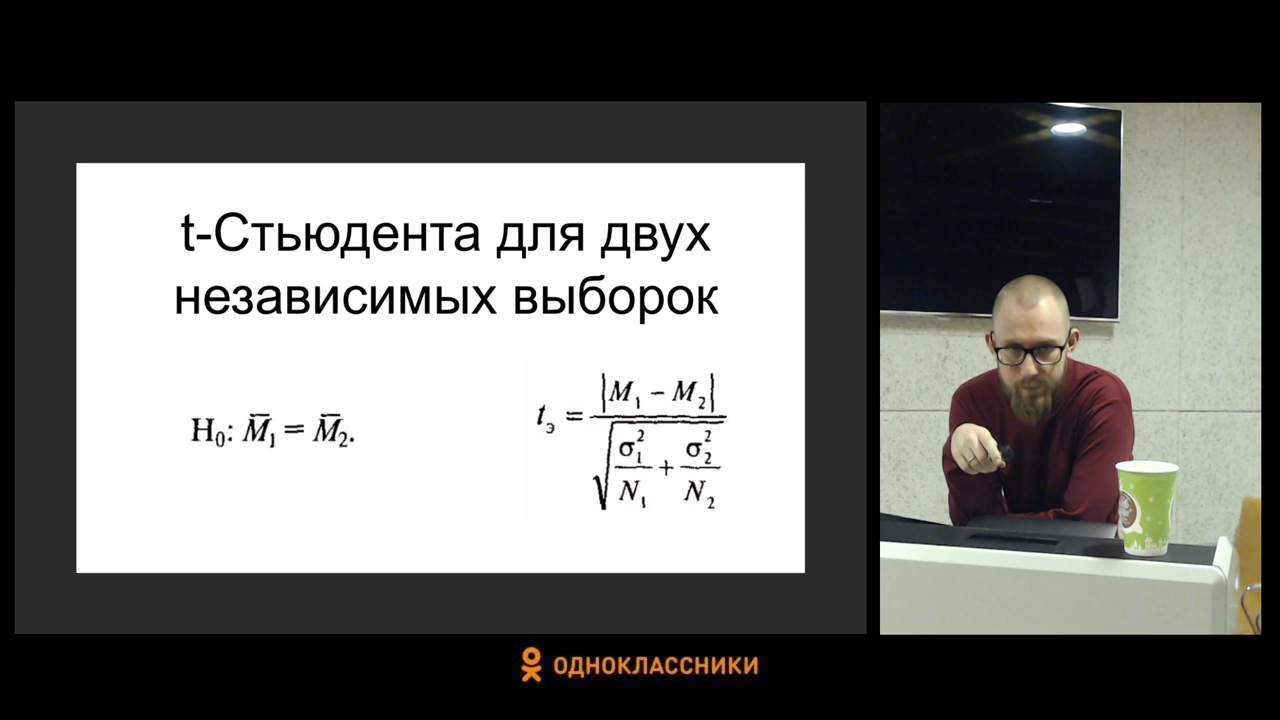 t-Стьюдента для двух
независимых выборок
H₀: M̄₁ = M̄₂.
tэ = |M₁ − M₂| / √(σ₁²/N₁ + σ₂²/N₂)
ОДНОКЛАССНИКИ